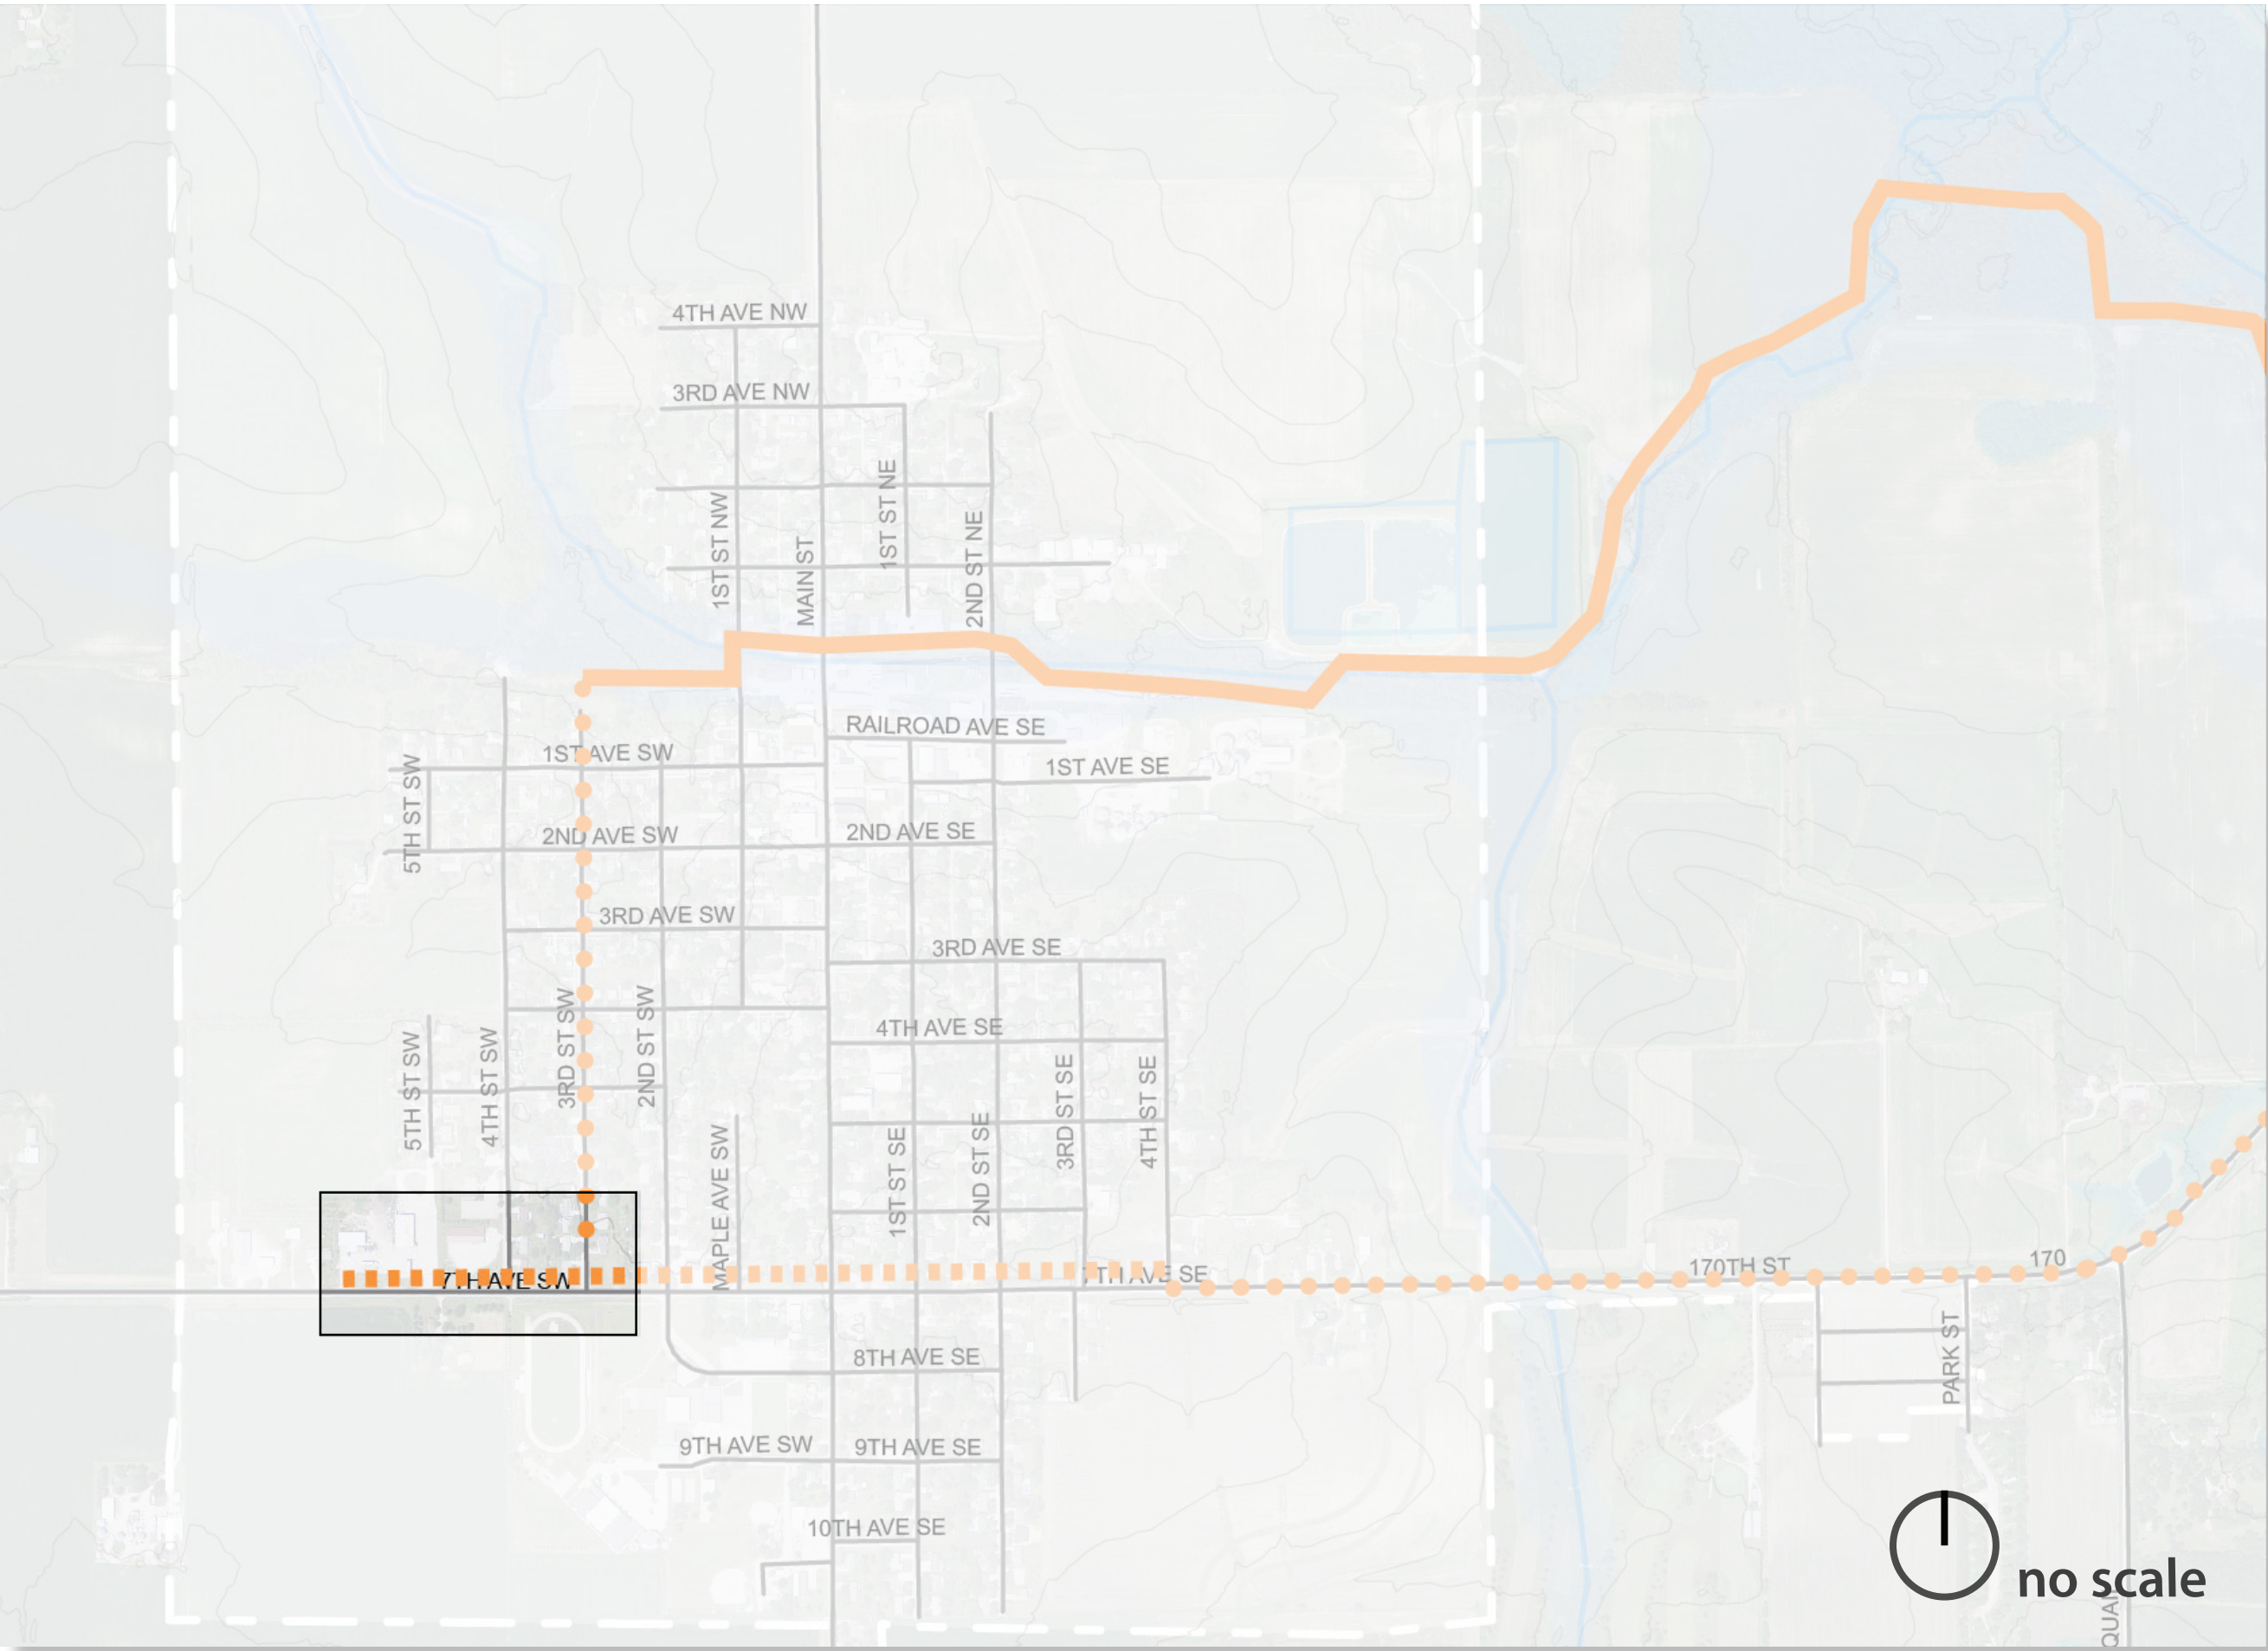 4TH AVE NW
3RD AVE NW
1ST ST NW
MAIN ST
1ST ST NE
2ND ST NE
RAILROAD AVE SE
1ST AVE SW
1ST AVE SE
5TH ST SW
2ND AVE SW
2ND AVE SE
3RD AVE SW
3RD AVE SE
4TH AVE SE
5TH ST SW
4TH ST SW
3RD ST SW
2ND ST SW
MAPLE AVE SW
1ST ST SE
2ND ST SE
3RD ST SE
4TH ST SE
7TH AVE SW
7TH AVE SE
170TH ST
170
PARK ST
8TH AVE SE
9TH AVE SW
9TH AVE SE
10TH AVE SE
no scale